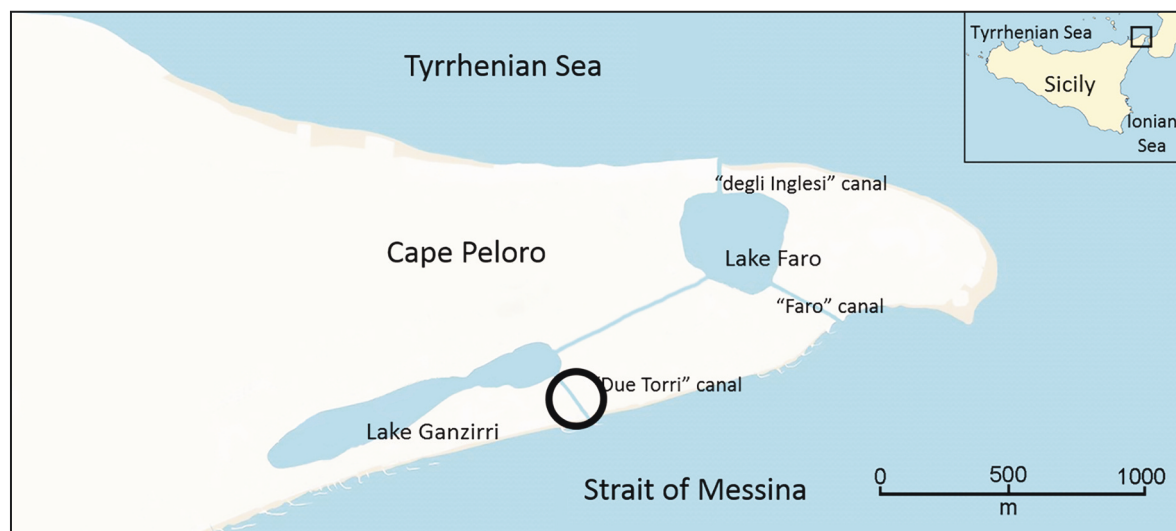 Tyrrhenian Sea
Tyrrhenian Sea
Sicily
Ionian
Sea
"degli Inglesi" canal
Cape Peloro
Lake Faro
"Faro" canal
"Due Torri" canal
Lake Ganzirri
Strait of Messina
0 500 1000
m